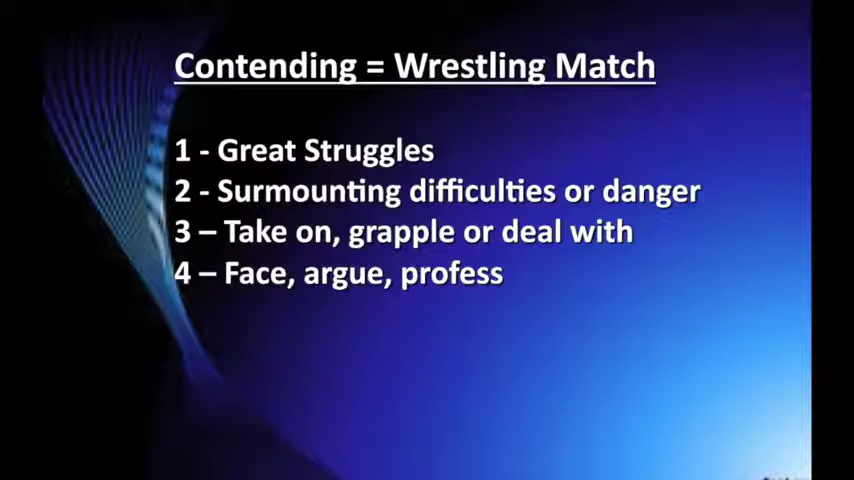 Contending = Wrestling Match
1 - Great Struggles
2 - Surmounting difficulties or danger
3 – Take on, grapple or deal with
4 – Face, argue, profess